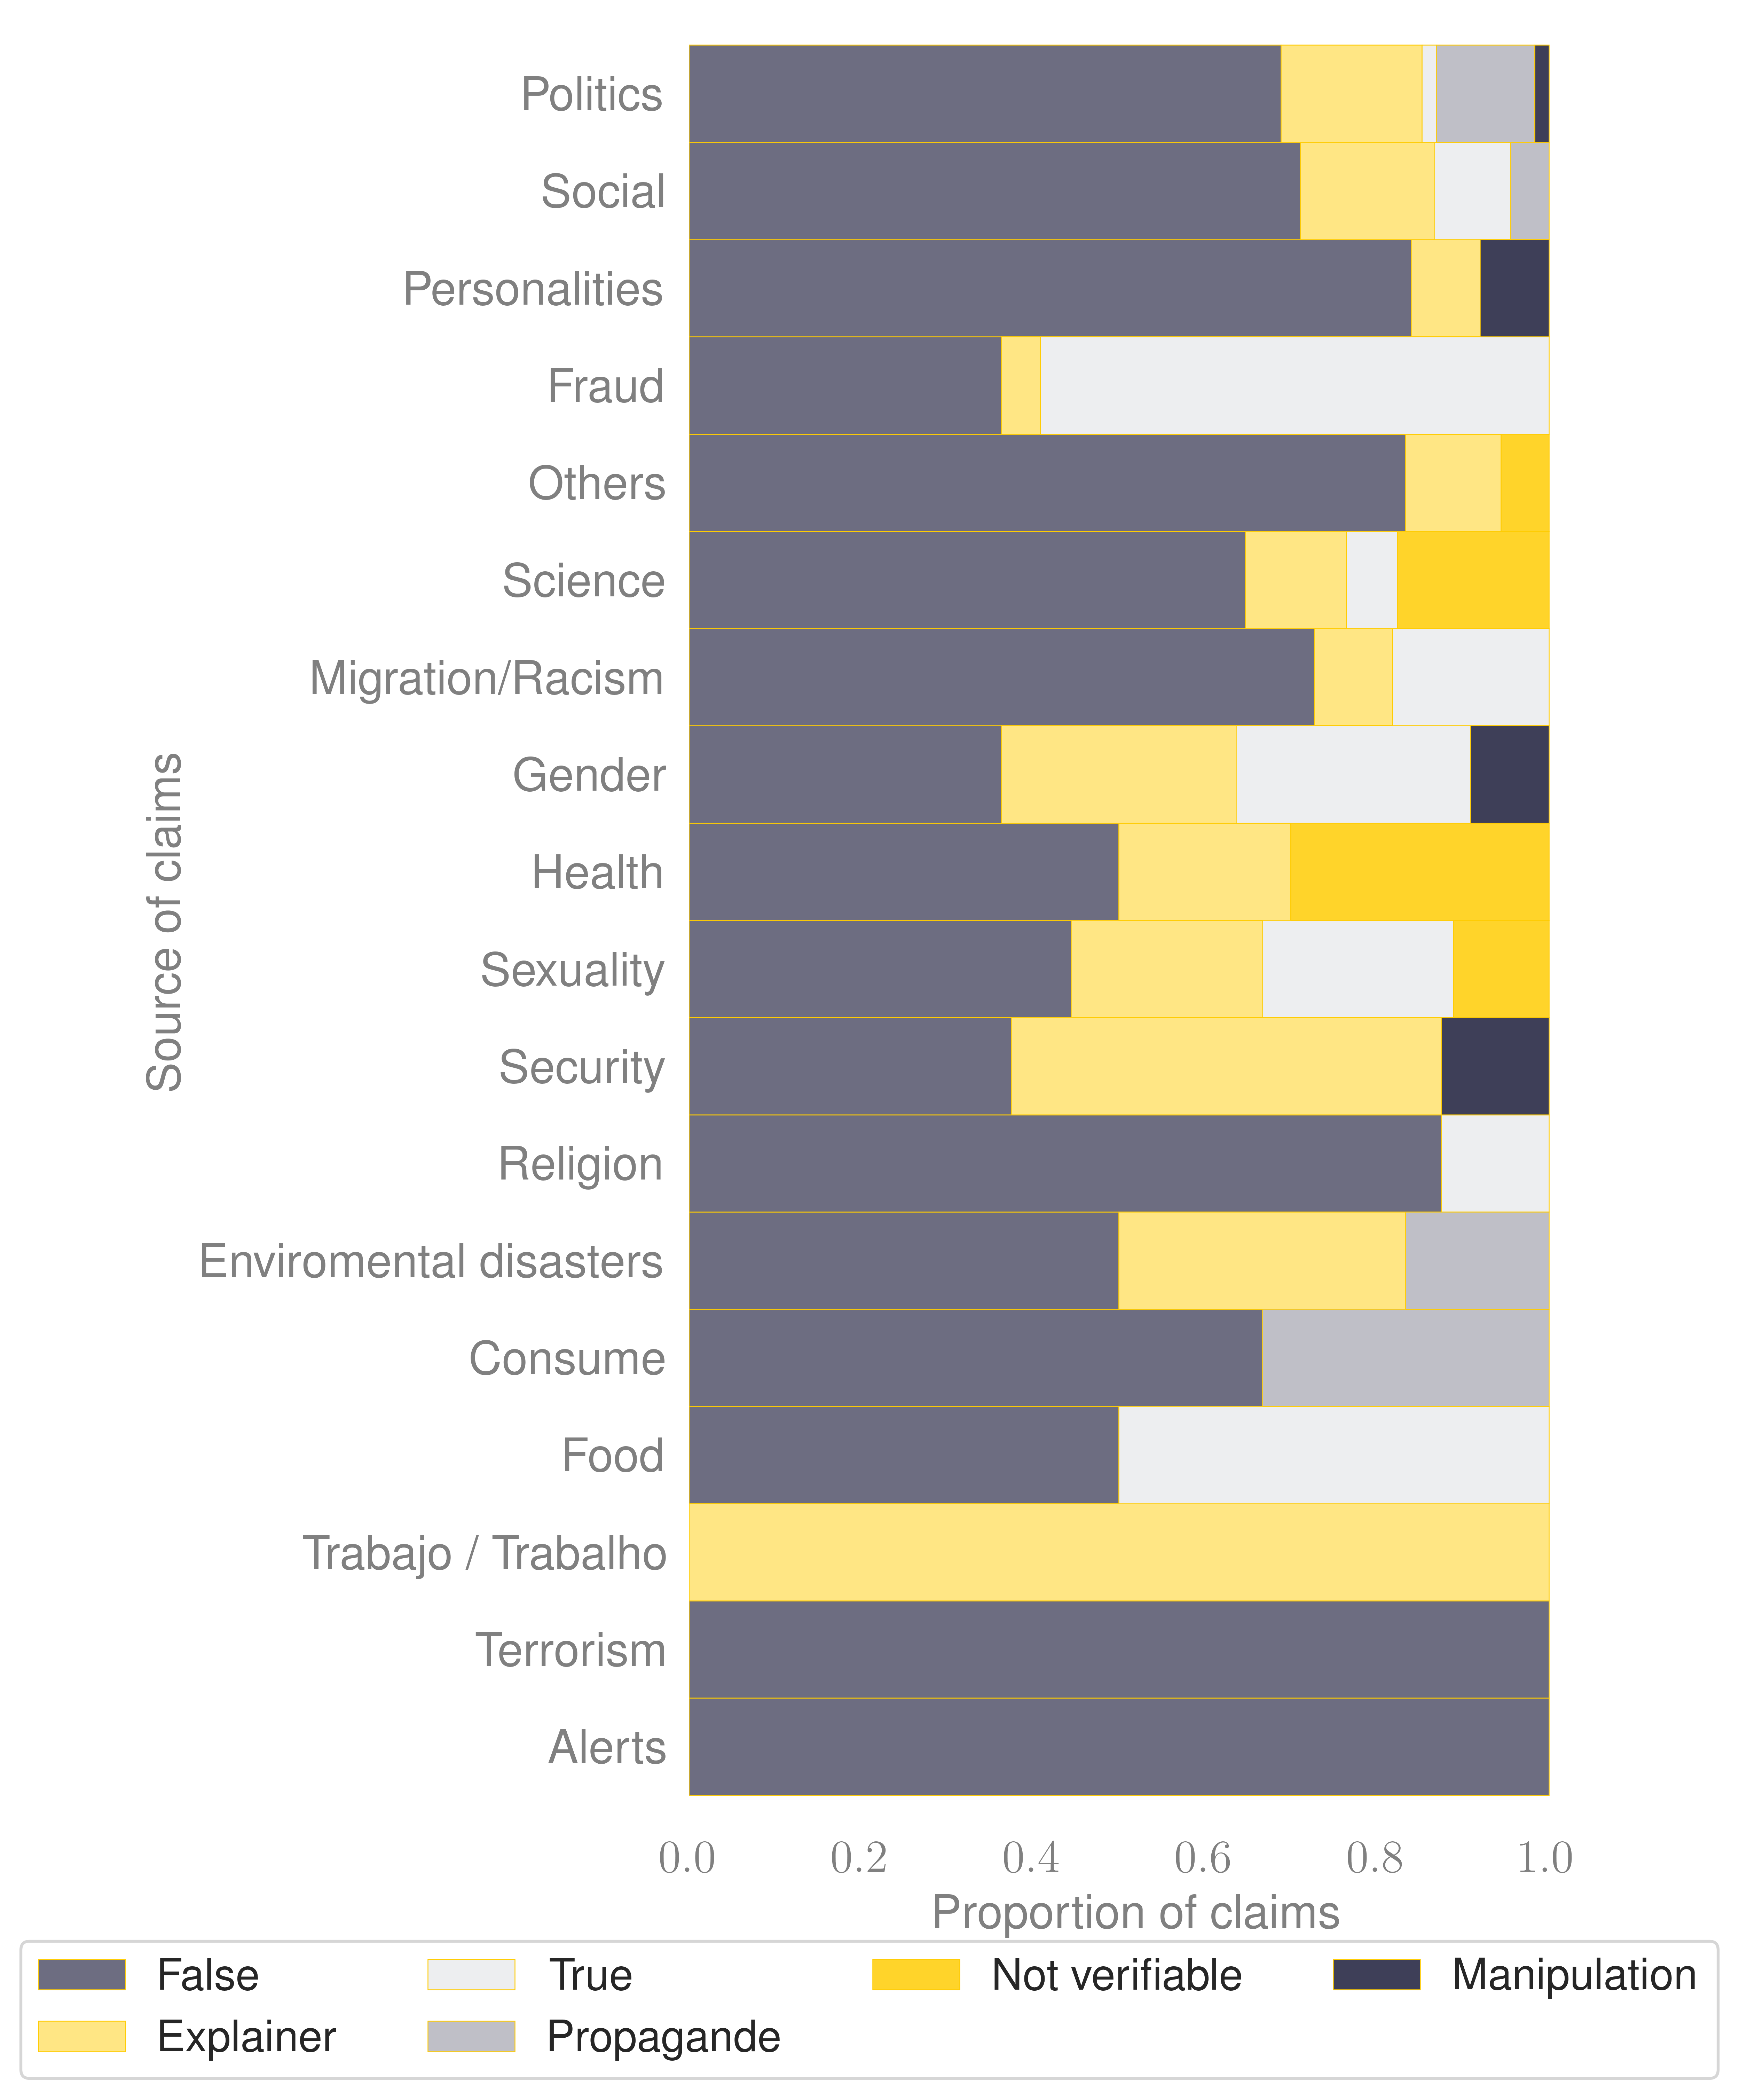 Politics
Social
Personalities
Fraud
Others
Science
Migration/Racism
Gender
Health
Sexuality
Security
Religion
Enviromental disasters
Consume
Food
Trabajo / Trabalho
Terrorism
Alerts
Source of claims
0.0 0.2 0.4 0.6 0.8 1.0
Proportion of claims
False True Not verifiable Manipulation
Explainer Propagande